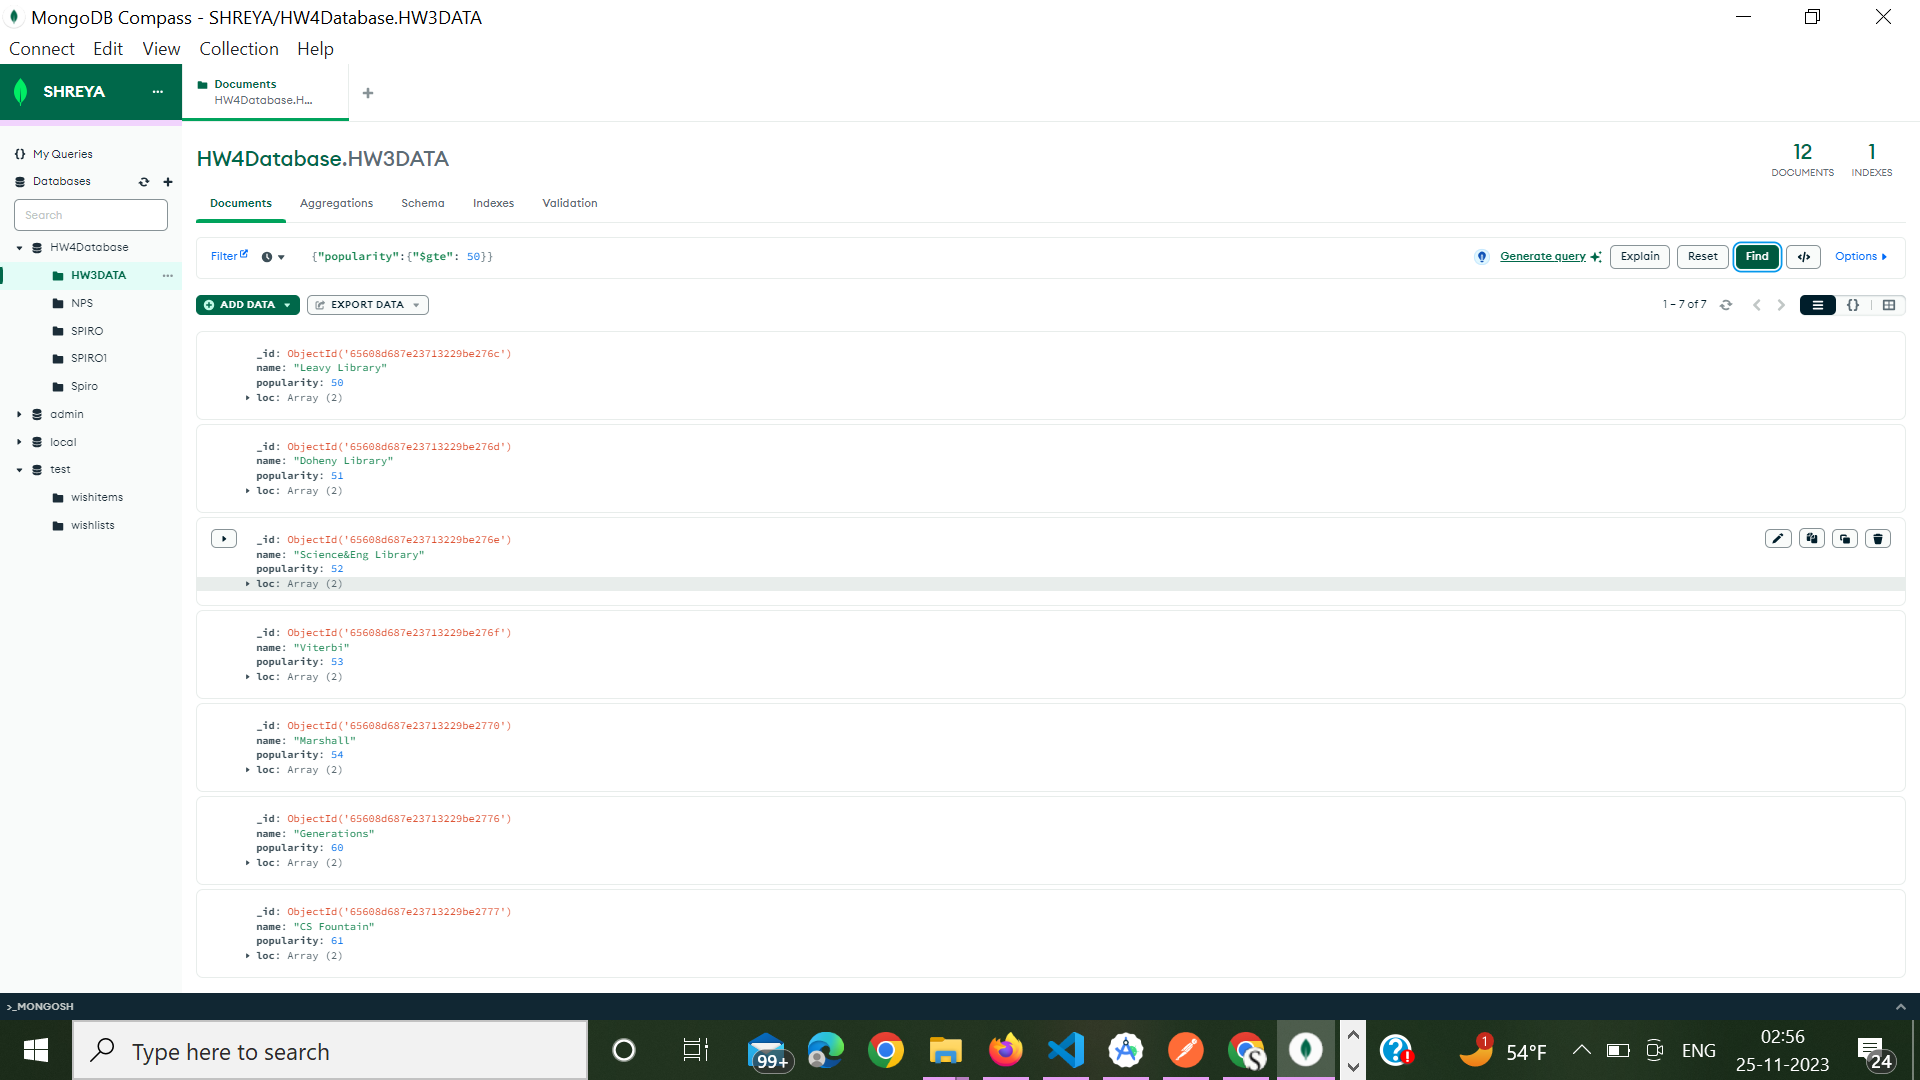 MongoDB Compass - SHREYA/HW4Database.HW3DATA
Connect Edit View Collection Help
SHREYA ...
Documents
HW4Database.H...
My Queries
Databases
Search
HW4Database
HW3DATA ...
NPS
SPIRO
SPIRO1
Spiro
admin
local
test
wishitems
wishlists
HW4Database.HW3DATA
12
DOCUMENTS
1
INDEXES
Documents Aggregations Schema Indexes Validation
Filter {"popularity":{"$gte": 50}} Generate query Explain Reset Find </> Options
ADD DATA EXPORT DATA 1 – 7 of 7 {}
_id: ObjectId('65608d687e23713229be276c')
name: "Leavy Library"
popularity: 50
loc: Array (2)
_id: ObjectId('65608d687e23713229be276d')
name: "Doheny Library"
popularity: 51
loc: Array (2)
_id: ObjectId('65608d687e23713229be276e')
name: "Science&Eng Library"
popularity: 52
loc: Array (2)
_id: ObjectId('65608d687e23713229be276f')
name: "Viterbi"
popularity: 53
loc: Array (2)
_id: ObjectId('65608d687e23713229be2770')
name: "Marshall"
popularity: 54
loc: Array (2)
_id: ObjectId('65608d687e23713229be2776')
name: "Generations"
popularity: 60
loc: Array (2)
_id: ObjectId('65608d687e23713229be2777')
name: "CS Fountain"
popularity: 61
loc: Array (2)
>_MONGOSH
Type here to search
99+
S
1
54°F
ENG
02:56
25-11-2023
24